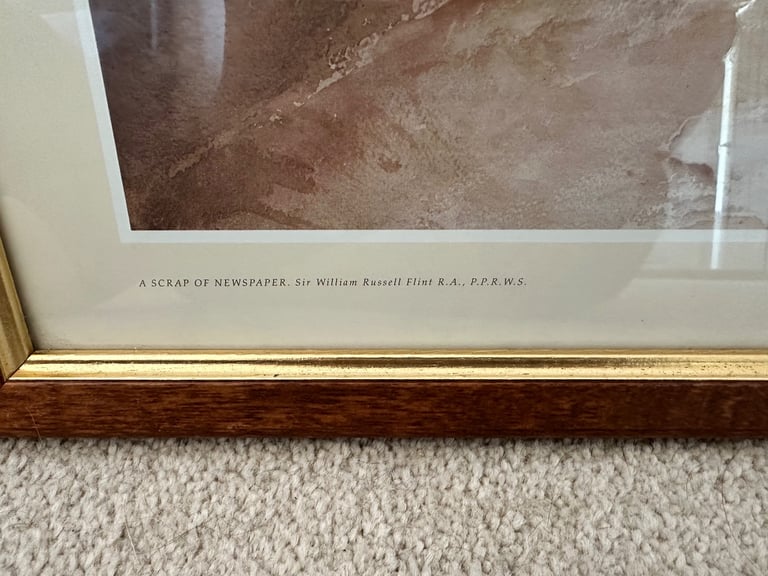 A SCRAP OF NEWSPAPER. Sir William Russell Flint R.A., P.P.R.W.S.